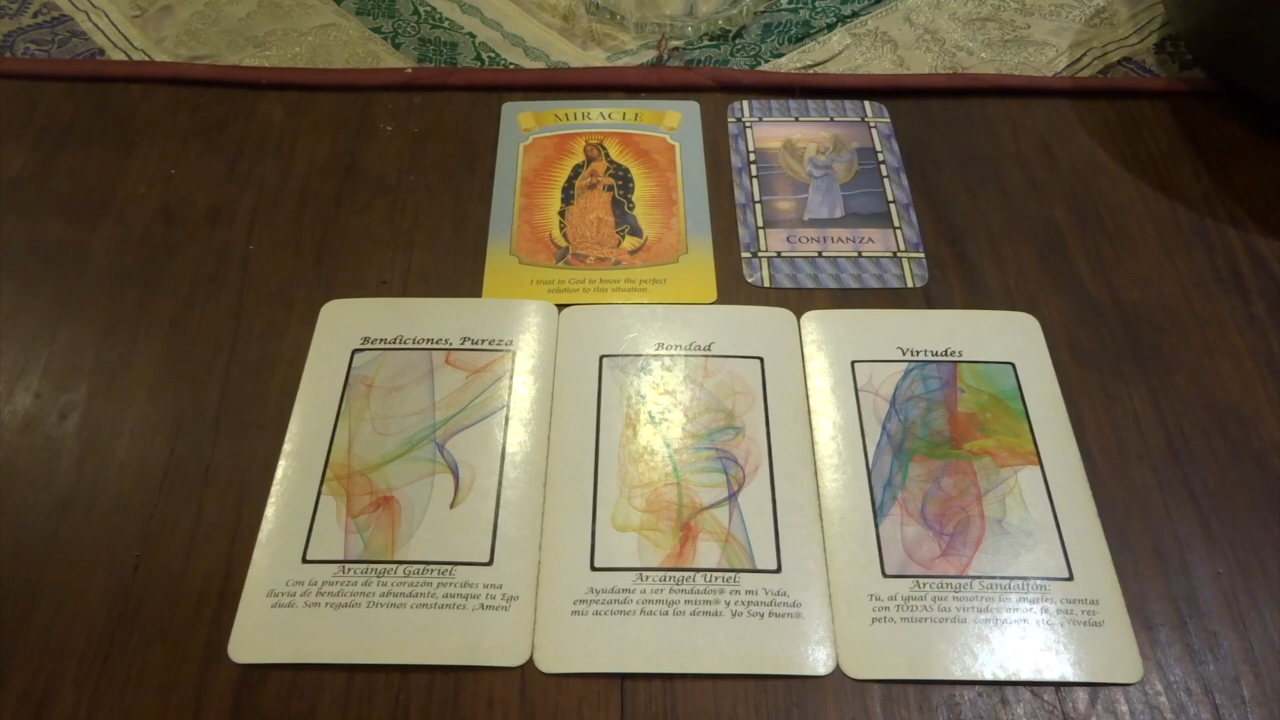 MIRACLE
I trust in God to know the perfect
solution to this situation.
CONFIANZA
Bendiciones, Pureza
Arcángel Gabriel:
Con la pureza de tu corazón percibes una
lluvia de bendiciones abundante, aunque tu Ego
dude. Son regalos Divinos constantes. ¡Amén!
Bondad
Arcángel Uriel:
Ayúdame a ser bondados@ en mi Vida,
empezando conmigo mism@ y expandiendo
mis acciones hacia los demás. Yo Soy buen@.
Virtudes
Arcángel Sandalfón:
Tú, al igual que nosotros los ángeles, cuentas
con TODAS las virtudes: amor, fe, paz, res-
peto, misericordia, compasión, etc. ¡Vívelas!